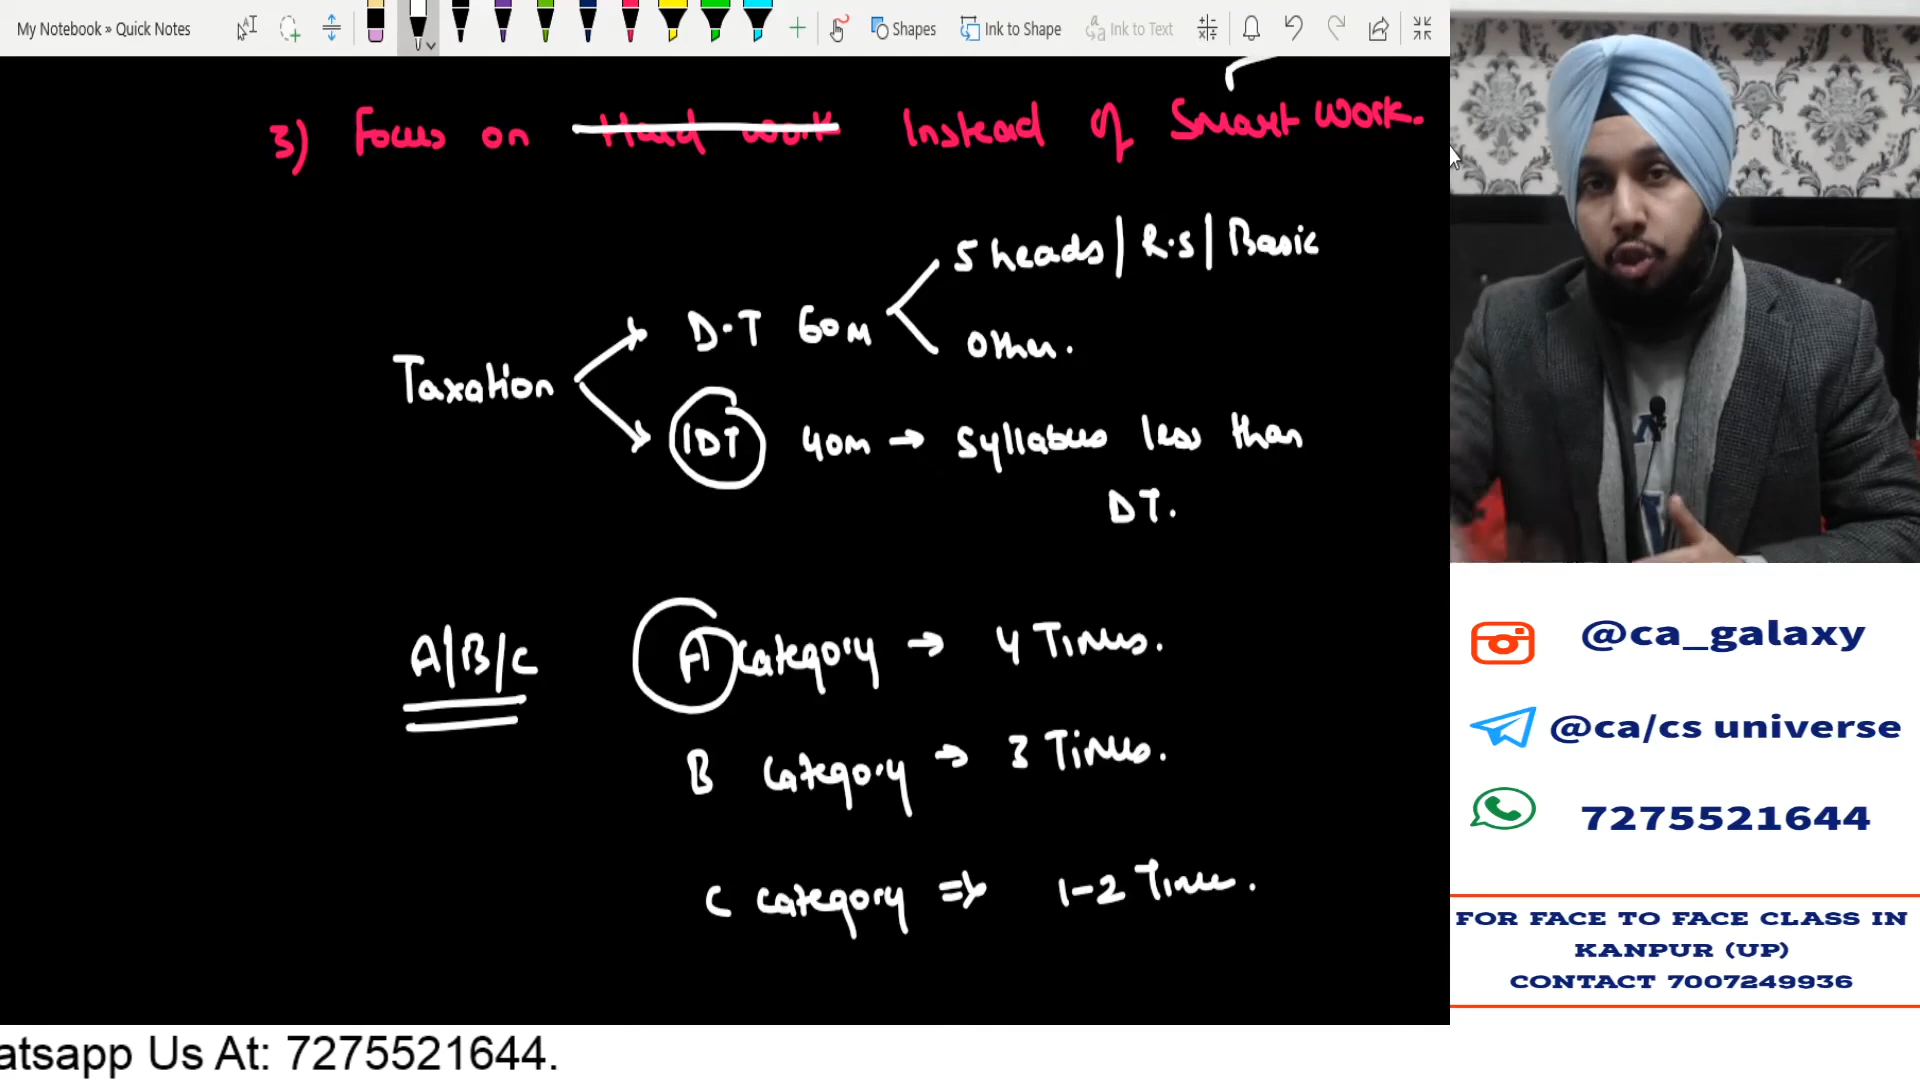 My Notebook » Quick Notes
Shapes
Ink to Shape
Ink to Text
3) Focus on Hard work Instead of Smart Work.
5 heads | R.S | Basic
D.T 60M
Other.
Taxation
IDT 40M → Syllabus less than
DT.
A/B/C
A Category → 4 Times.
B Category → 3 Times.
C Category ⇒ 1-2 Times.
@ca_galaxy
@ca/cs universe
7275521644
FOR FACE TO FACE CLASS IN
KANPUR (UP)
CONTACT 7007249936
atsapp Us At: 7275521644.